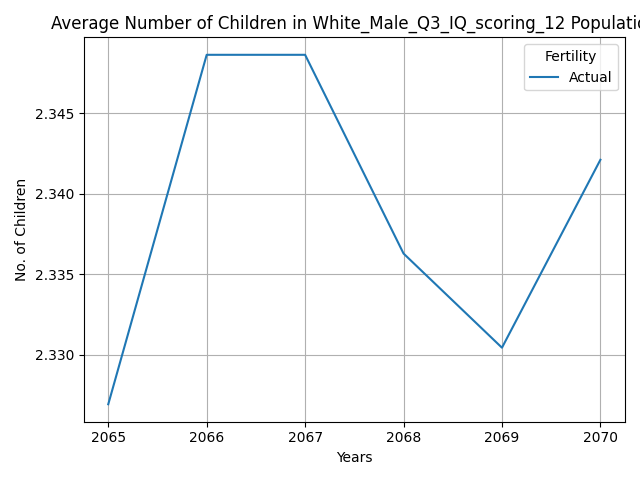 Average Number of Children in White_Male_Q3_IQ_scoring_12 Populati
Fertility
Actual
No. of Children
2.345
2.340
2.335
2.330
2065 2066 2067 2068 2069 2070
Years